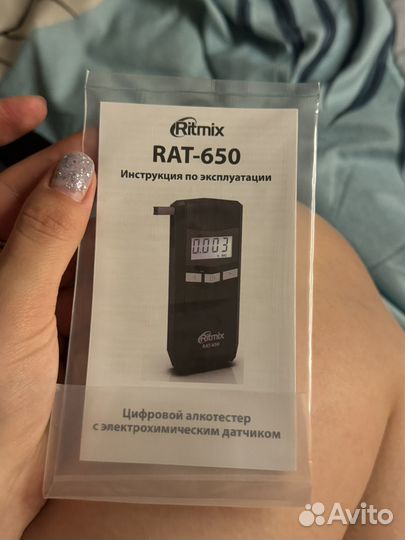 Ritmix
RAT-650
Инструкция по эксплуатации
0.003
Ritmix
RAT-650
Цифровой алкотестер
с электрохимическим датчиком
Avito